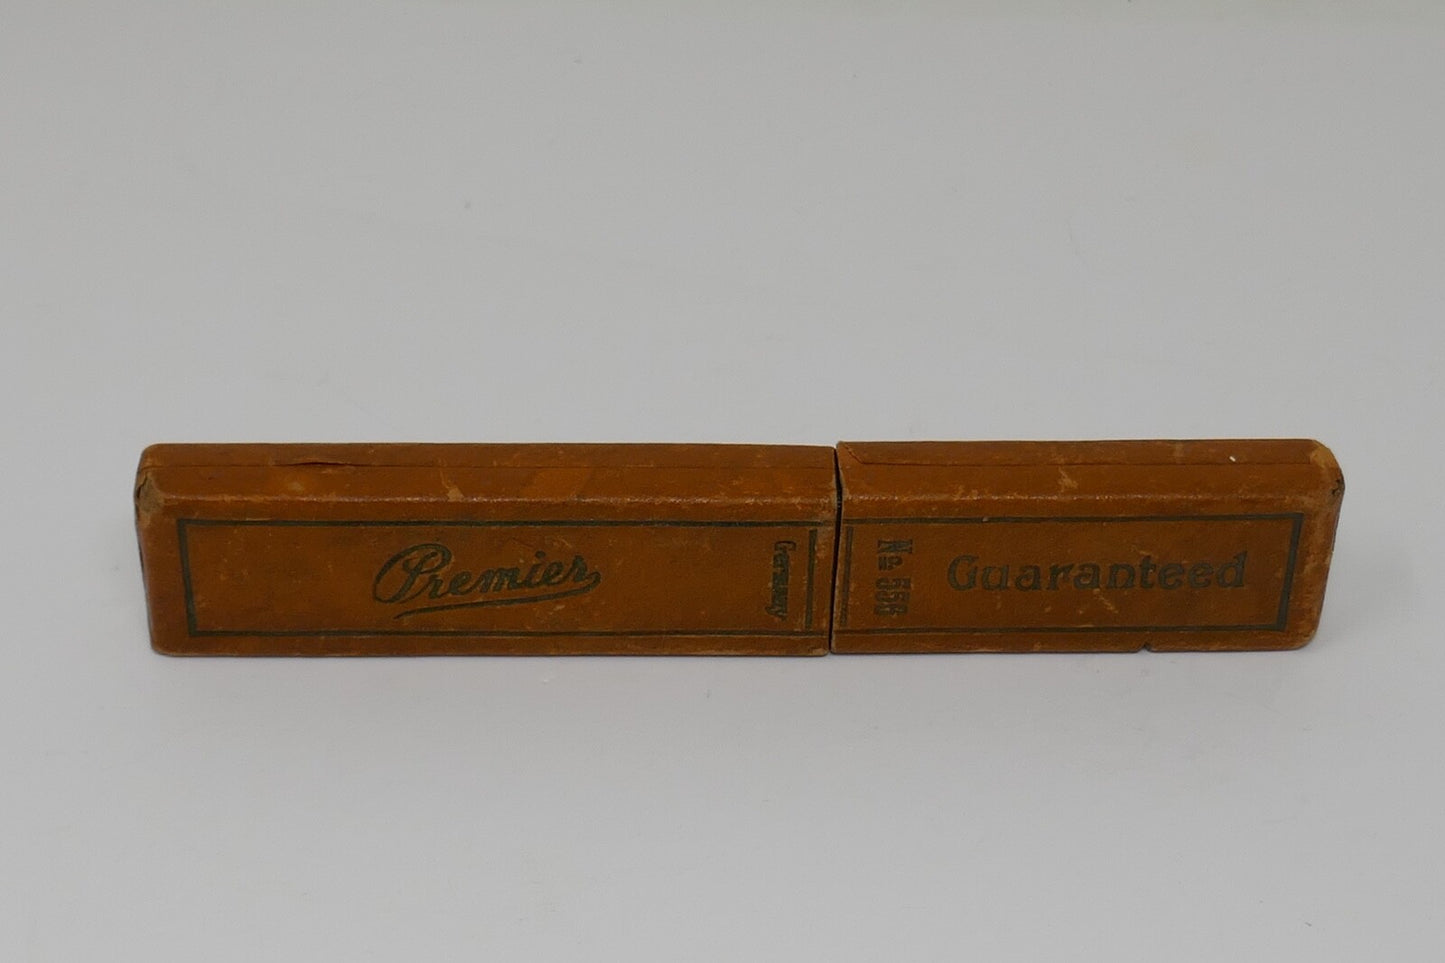 Premier
Germany
No. 556
Guaranteed